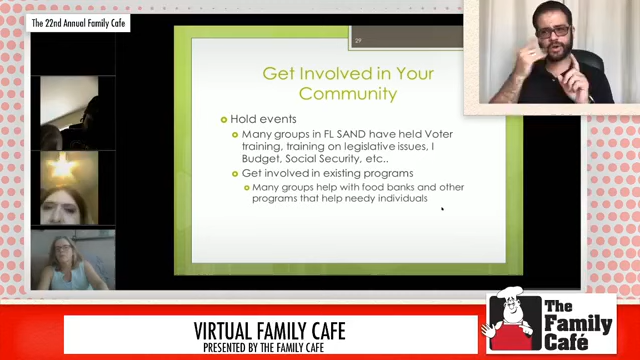 The 22nd Annual Family Cafe
29
Get Involved in Your
Community
Hold events
Many groups in FL SAND have held Voter
training, training on legislative issues, I
Budget, Social Security, etc..
Get involved in existing programs
Many groups help with food banks and other
programs that help needy individuals
VIRTUAL FAMILY CAFE
PRESENTED BY THE FAMILY CAFE
The
Family
Café